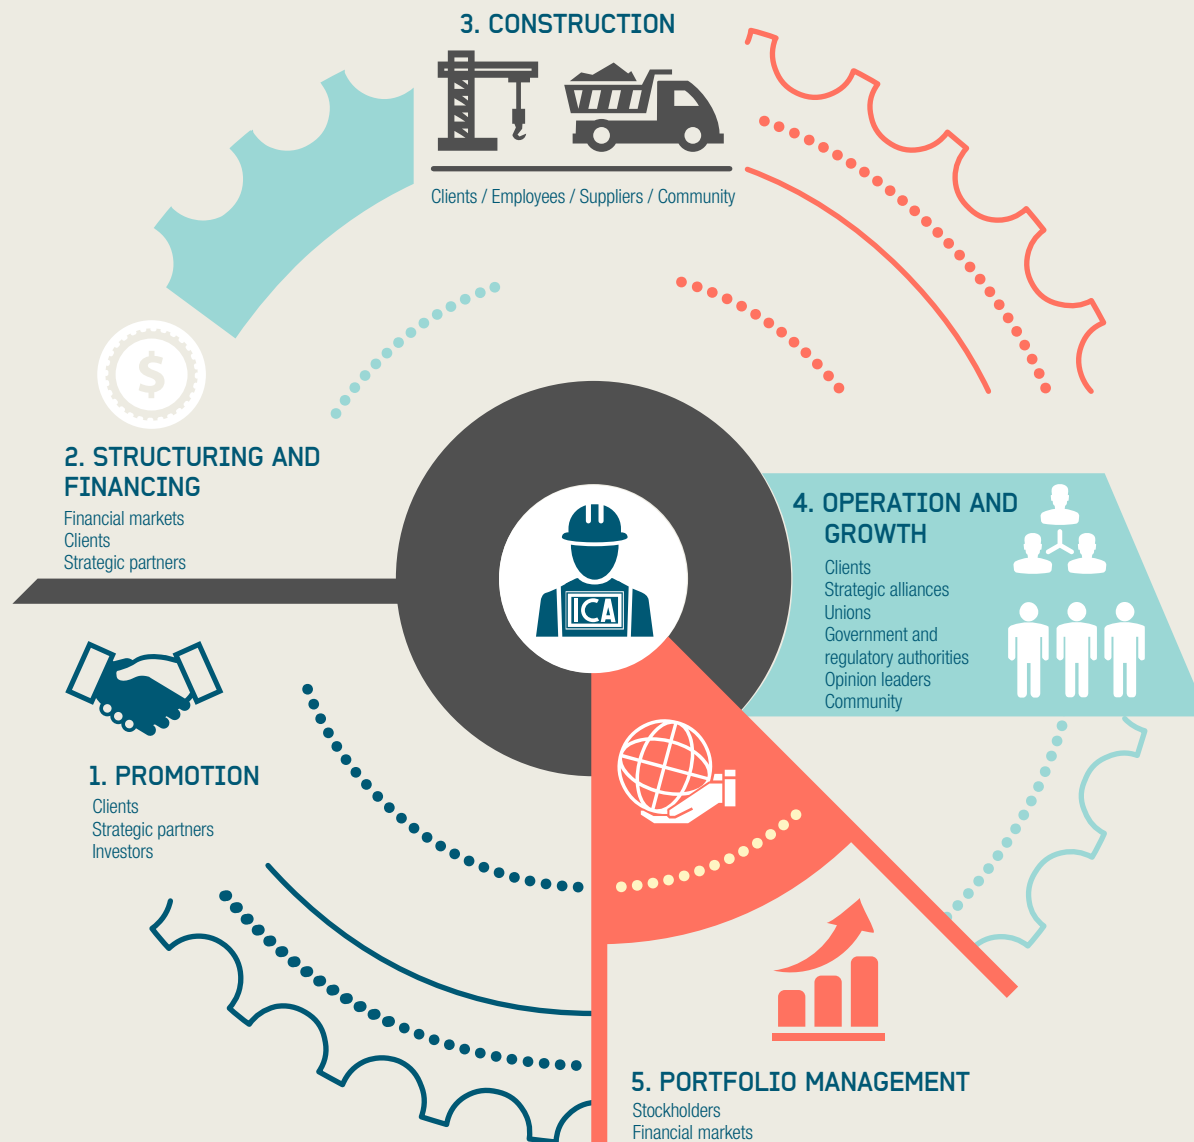 3. CONSTRUCTION
Clients / Employees / Suppliers / Community
$
2. STRUCTURING AND
FINANCING
Financial markets
Clients
Strategic partners
ICA
4. OPERATION AND
GROWTH
Clients
Strategic alliances
Unions
Government and
regulatory authorities
Opinion leaders
Community
1. PROMOTION
Clients
Strategic partners
Investors
5. PORTFOLIO MANAGEMENT
Stockholders
Financial markets